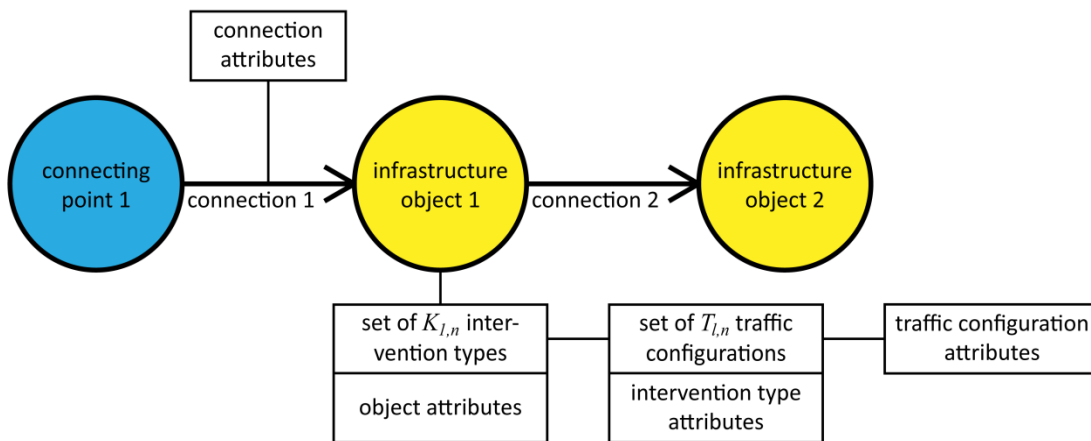 connection
attributes
connecting
point 1
connection 1
infrastructure
object 1
connection 2
infrastructure
object 2
set of K1,n inter-
vention types
object attributes
set of Tl,n traffic
configurations
intervention type
attributes
traffic configuration
attributes